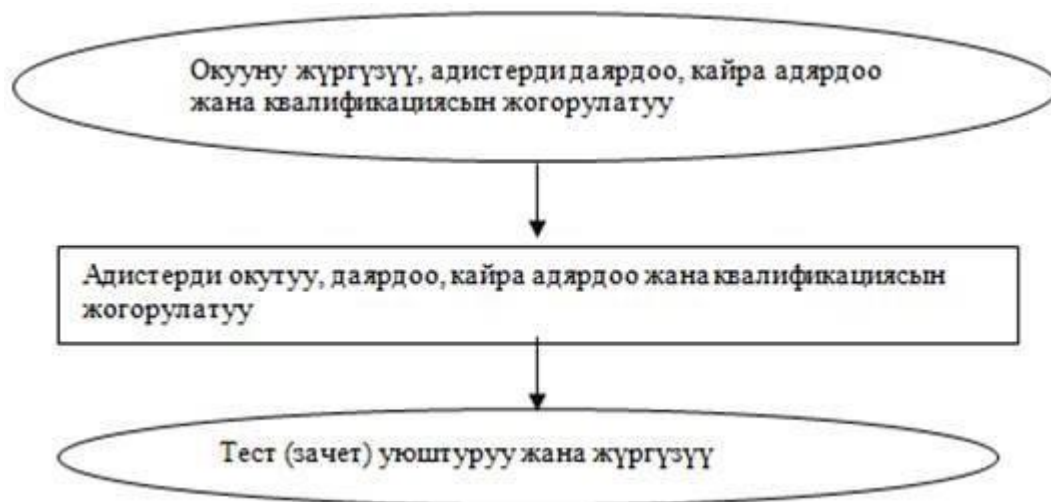 Окууну жүргүзүү, адистерди даярдоо, кайра адярдоо
жана квалификациясын жогорулатуу
Адистерди окутуу, даярдоо, кайра адярдоо жана квалификациясын
жогорулатуу
Тест (зачет) уюштуруу жана жүргүзүү